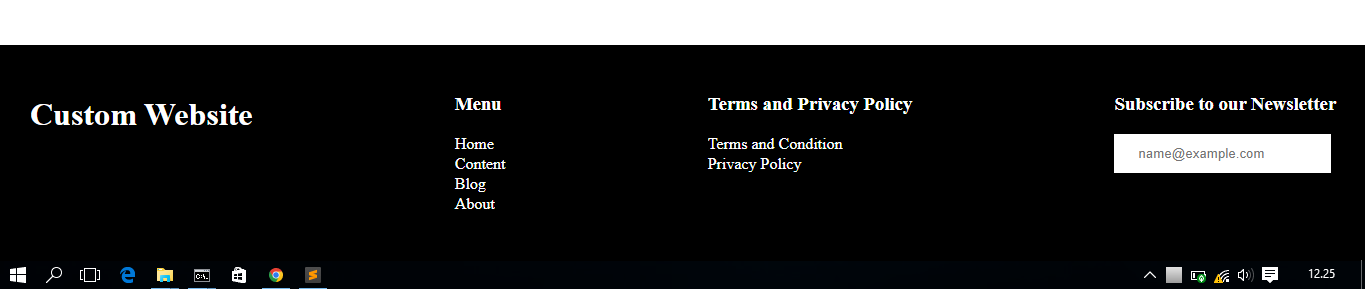 Custom Website
Menu
Home
Content
Blog
About
Terms and Privacy Policy
Terms and Condition
Privacy Policy
Subscribe to our Newsletter
name@example.com
12.25